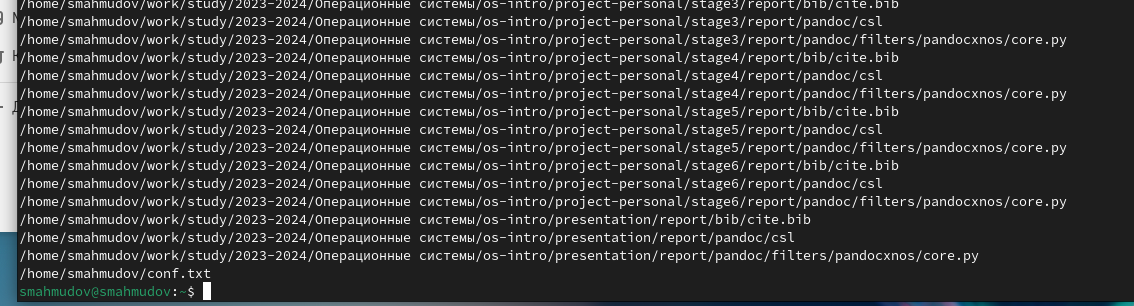 /home/smahmudov/work/study/2023-2024/Операционные системы/os-intro/project-personal/stage3/report/bib/cite.bib
/home/smahmudov/work/study/2023-2024/Операционные системы/os-intro/project-personal/stage3/report/pandoc/csl
/home/smahmudov/work/study/2023-2024/Операционные системы/os-intro/project-personal/stage3/report/pandoc/filters/pandocxnos/core.py
/home/smahmudov/work/study/2023-2024/Операционные системы/os-intro/project-personal/stage4/report/bib/cite.bib
/home/smahmudov/work/study/2023-2024/Операционные системы/os-intro/project-personal/stage4/report/pandoc/csl
/home/smahmudov/work/study/2023-2024/Операционные системы/os-intro/project-personal/stage4/report/pandoc/filters/pandocxnos/core.py
/home/smahmudov/work/study/2023-2024/Операционные системы/os-intro/project-personal/stage5/report/bib/cite.bib
/home/smahmudov/work/study/2023-2024/Операционные системы/os-intro/project-personal/stage5/report/pandoc/csl
/home/smahmudov/work/study/2023-2024/Операционные системы/os-intro/project-personal/stage5/report/pandoc/filters/pandocxnos/core.py
/home/smahmudov/work/study/2023-2024/Операционные системы/os-intro/project-personal/stage6/report/bib/cite.bib
/home/smahmudov/work/study/2023-2024/Операционные системы/os-intro/project-personal/stage6/report/pandoc/csl
/home/smahmudov/work/study/2023-2024/Операционные системы/os-intro/project-personal/stage6/report/pandoc/filters/pandocxnos/core.py
/home/smahmudov/work/study/2023-2024/Операционные системы/os-intro/presentation/report/bib/cite.bib
/home/smahmudov/work/study/2023-2024/Операционные системы/os-intro/presentation/report/pandoc/csl
/home/smahmudov/work/study/2023-2024/Операционные системы/os-intro/presentation/report/pandoc/filters/pandocxnos/core.py
/home/smahmudov/conf.txt
smahmudov@smahmudov:~$